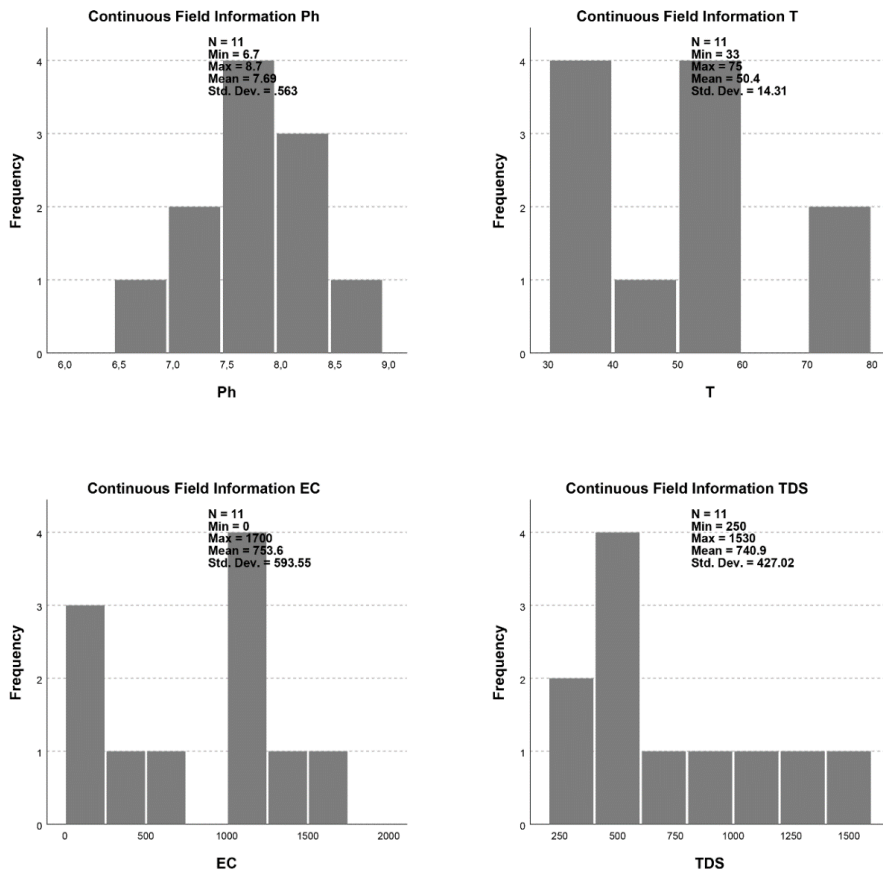 Continuous Field Information Ph
N = 11
Min = 6.7
Max = 8.7
Mean = 7.69
Std. Dev. = .563
4
3
2
1
0
Frequency
6,0 6,5 7,0 7,5 8,0 8,5 9,0
Ph
Continuous Field Information T
N = 11
Min = 33
Max = 75
Mean = 50.4
Std. Dev. = 14.31
4
3
2
1
0
Frequency
30 40 50 60 70 80
T
Continuous Field Information EC
N = 11
Min = 0
Max = 1700
Mean = 753.6
Std. Dev. = 593.55
4
3
2
1
0
Frequency
0 500 1000 1500 2000
EC
Continuous Field Information TDS
N = 11
Min = 250
Max = 1530
Mean = 740.9
Std. Dev. = 427.02
4
3
2
1
0
Frequency
250 500 750 1000 1250 1500
TDS